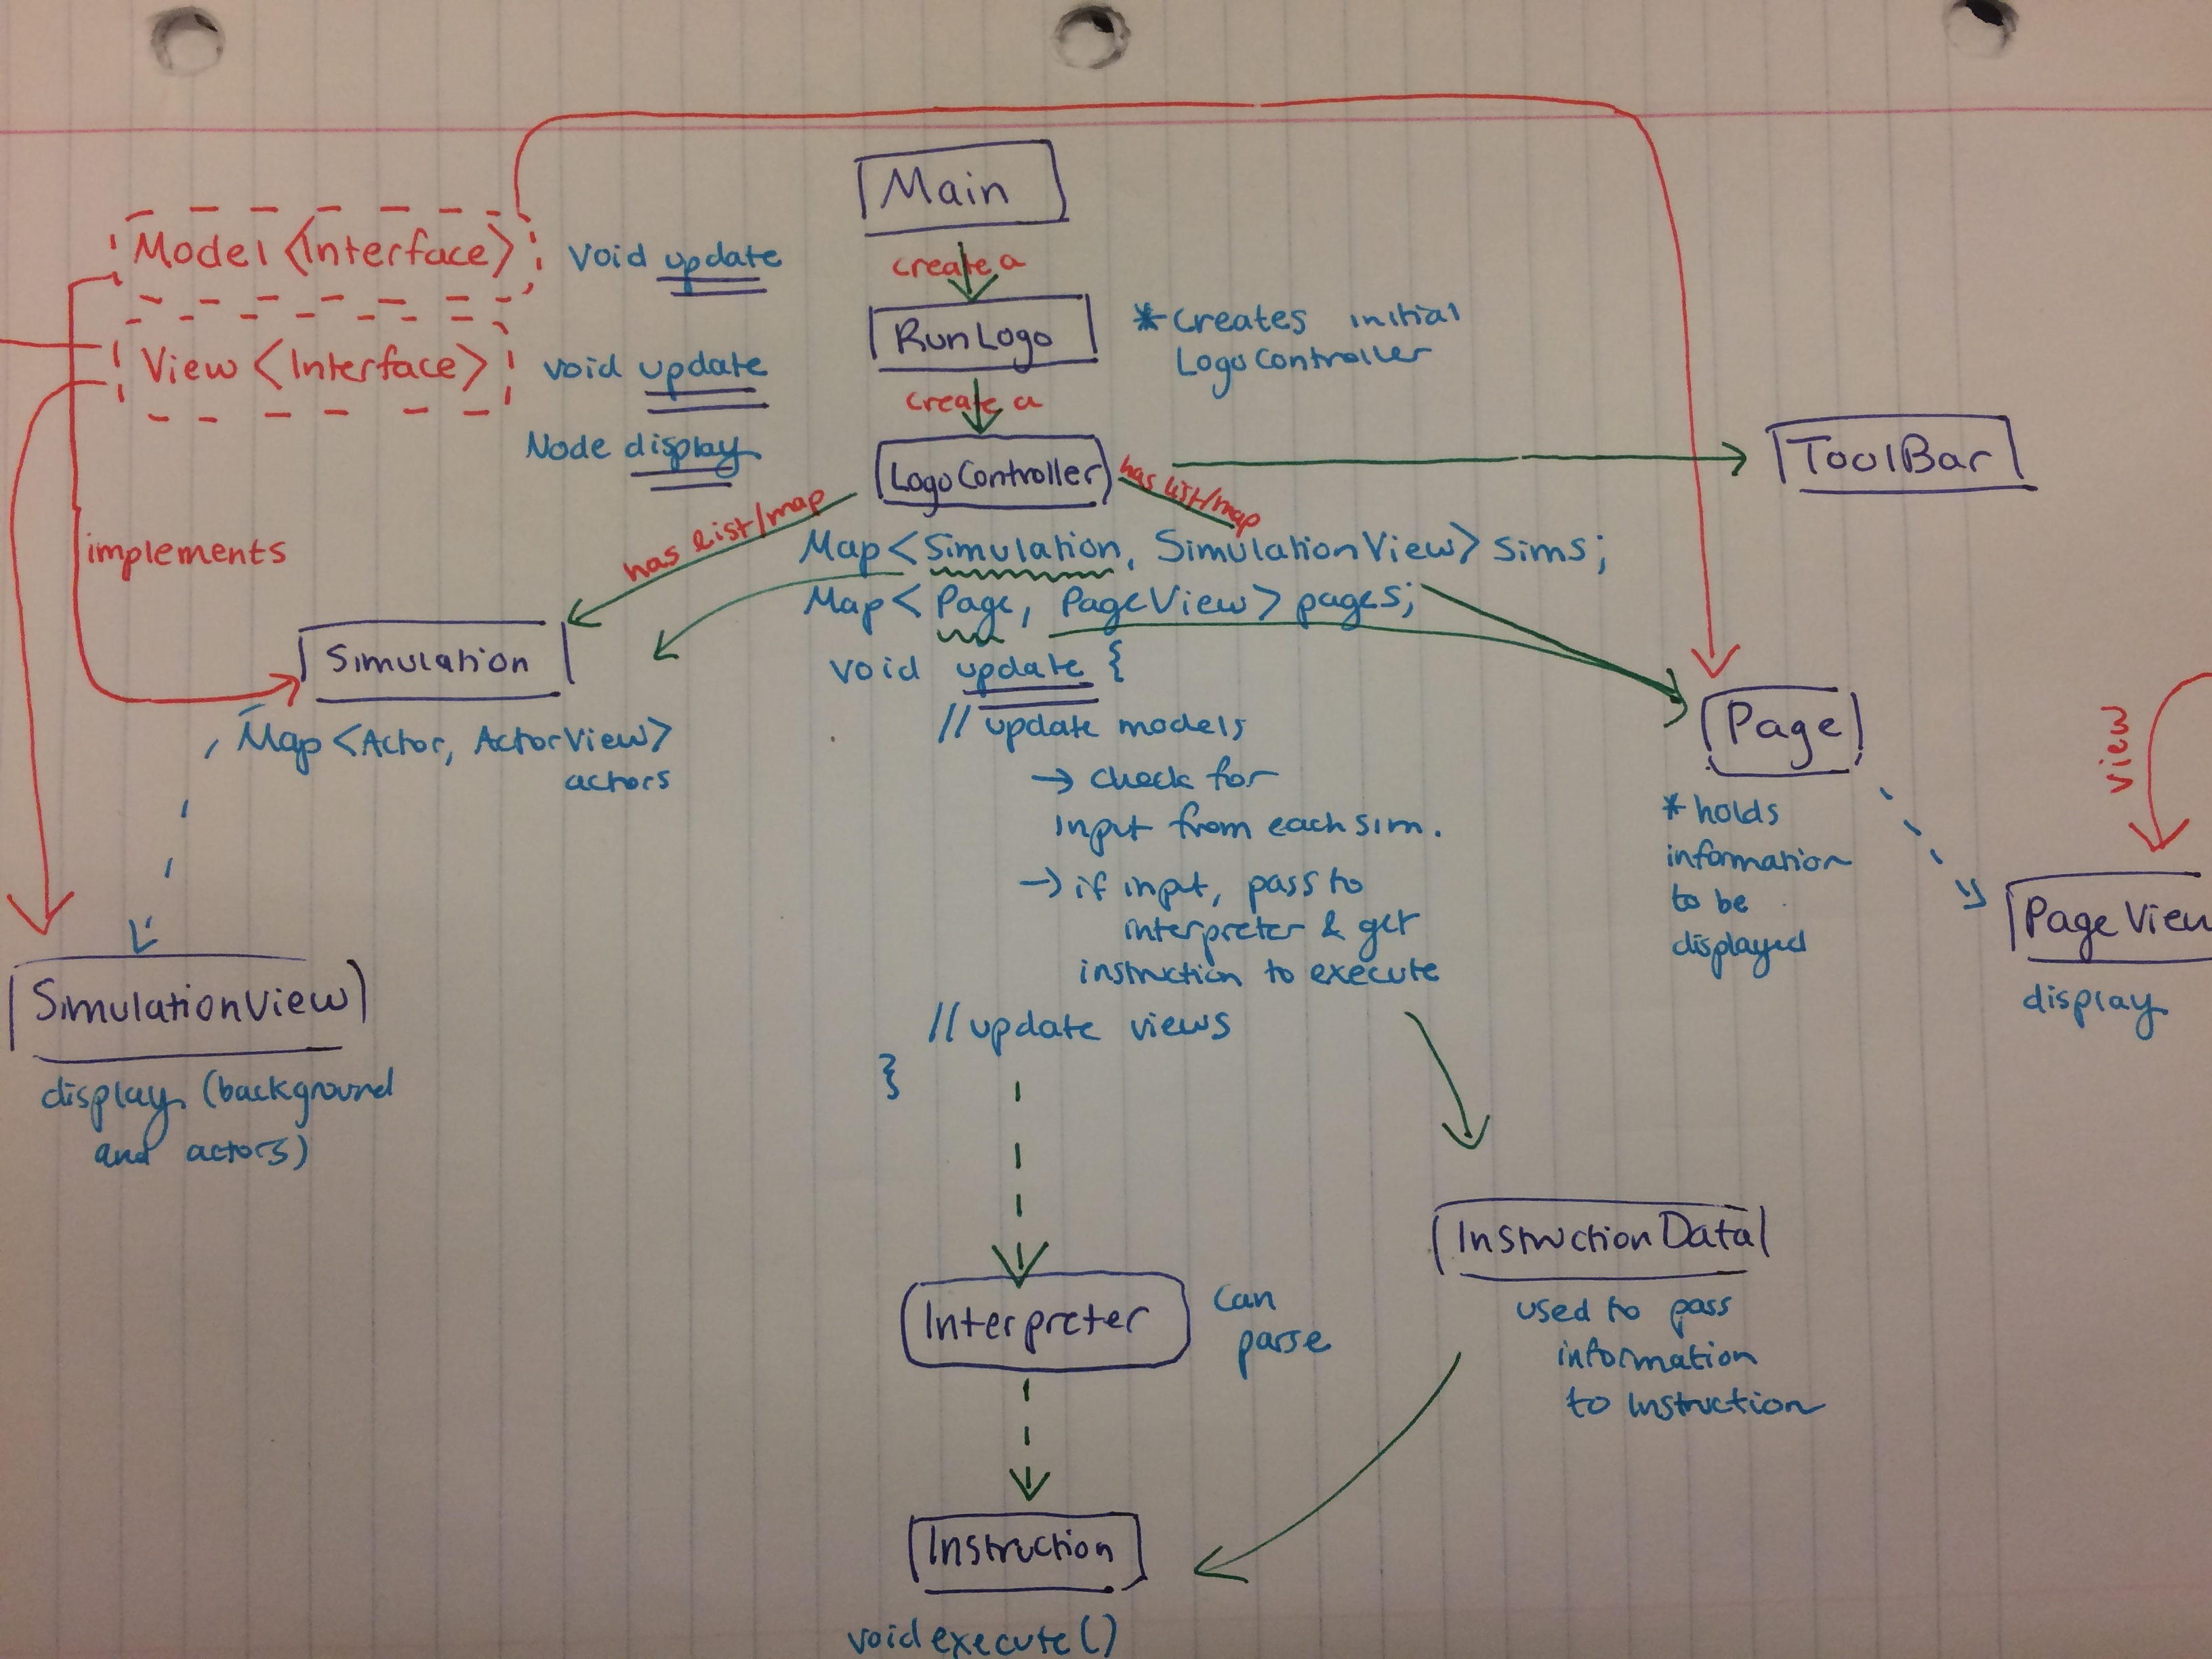 Main
create a
RunLogo
*creates initial
LogoController
create a
LogoController
Model <Interface>
void update
View <Interface>
void update
Node display
implements
has list/map
has list/map
ToolBar
Map<Simulation, SimulationView> sims;
Map<Page, PageView> pages;
void update {
// update models
→ check for
input from each sim.
→ if input, pass to
interpreter & get
instruction to execute
// update views
}
Simulation
Map<Actor, ActorView>
actors
SimulationView
display (background
and actors)
Page
* holds
information
to be
displayed
view
PageView
display
Interpreter
can
parse
InstructionData
used to pass
information
to instruction
Instruction
void execute()